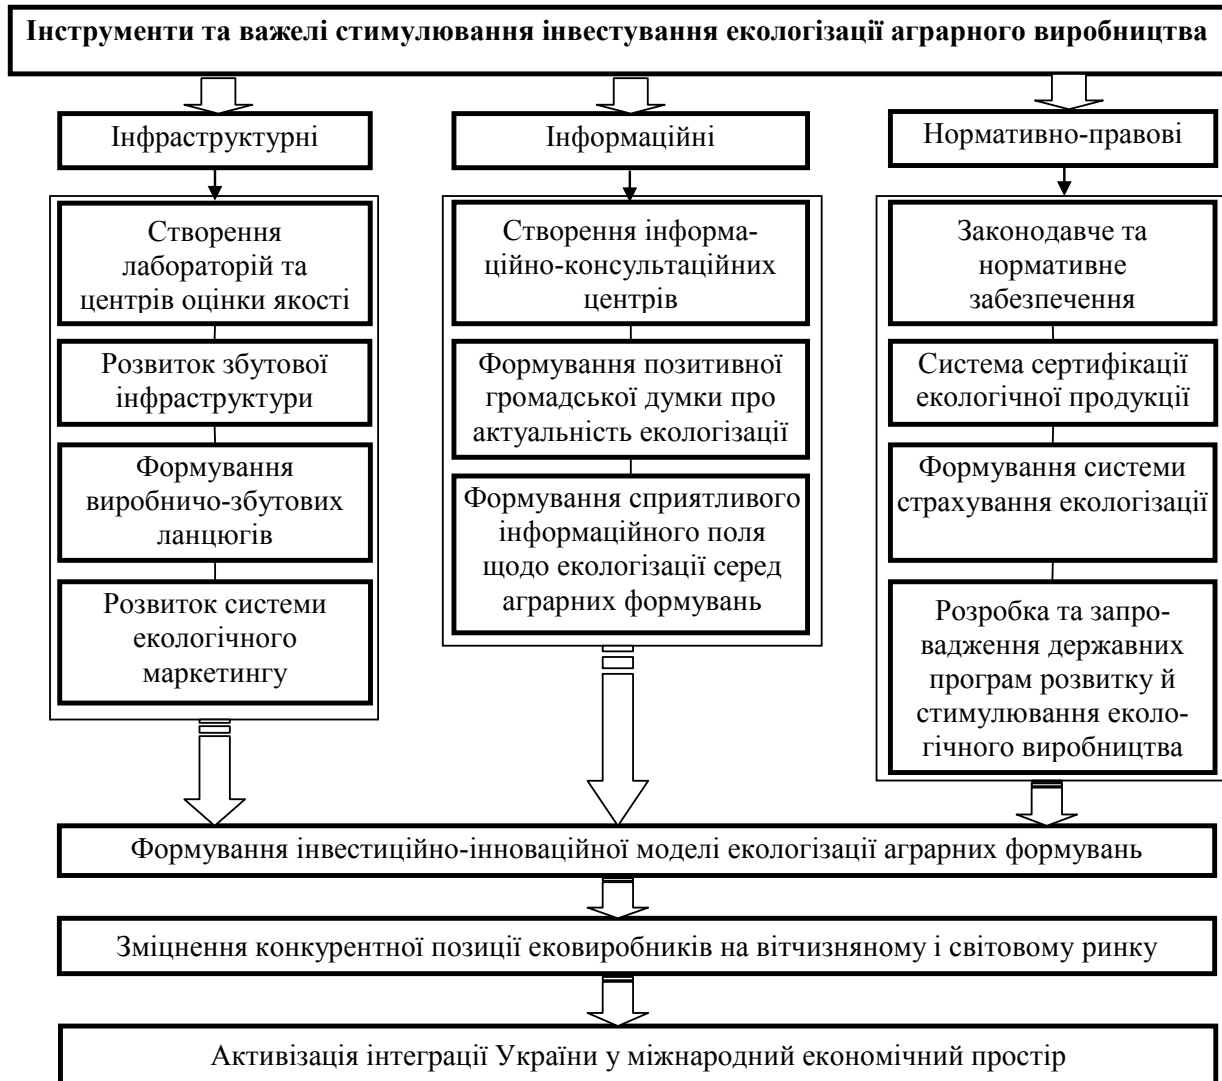 Інструменти та важелі стимулювання інвестування екологізації аграрного виробництва
Інфраструктурні
Створення
лабораторій та
центрів оцінки якості
Розвиток збутової
інфраструктури
Формування
виробничо-збутових
ланцюгів
Розвиток системи
екологічного
маркетингу
Інформаційні
Створення інформа-
ційно-консультаційних
центрів
Формування позитивної
громадської думки про
актуальність екологізації
Формування сприятливого
інформаційного поля
щодо екологізації серед
аграрних формувань
Нормативно-правові
Законодавче та
нормативне
забезпечення
Система сертифікації
екологічної продукції
Формування системи
страхування екологізації
Розробка та запро-
вадження державних
програм розвитку й
стимулювання еколо-
гічного виробництва
Формування інвестиційно-інноваційної моделі екологізації аграрних формувань
Зміцнення конкурентної позиції ековиробників на вітчизняному і світовому ринку
Активізація інтеграції України у міжнародний економічний простір